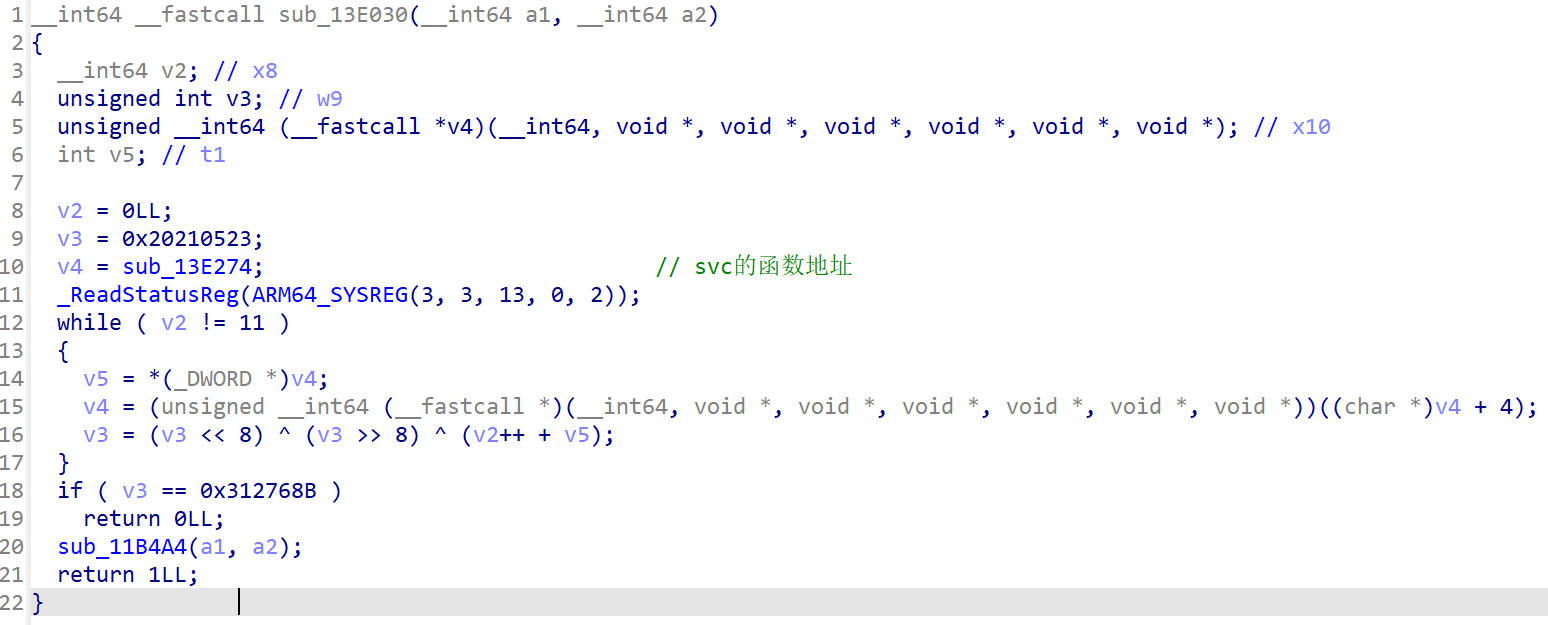 1 __int64 __fastcall sub_13E030(__int64 a1, __int64 a2)
2 {
3   __int64 v2; // x8
4   unsigned int v3; // w9
5   unsigned __int64 (__fastcall *v4)(__int64, void *, void *, void *, void *, void *, void *); // x10
6   int v5; // t1
7
8   v2 = 0LL;
9   v3 = 0x20210523;
10   v4 = sub_13E274;                              // svc的函数地址
11   _ReadStatusReg(ARM64_SYSREG(3, 3, 13, 0, 2));
12   while ( v2 != 11 )
13   {
14     v5 = *(_DWORD *)v4;
15     v4 = (unsigned __int64 (__fastcall *)(__int64, void *, void *, void *, void *, void *, void *))((char *)v4 + 4);
16     v3 = (v3 << 8) ^ (v3 >> 8) ^ (v2++ + v5);
17   }
18   if ( v3 == 0x312768B )
19     return 0LL;
20   sub_11B4A4(a1, a2);
21   return 1LL;
22 }